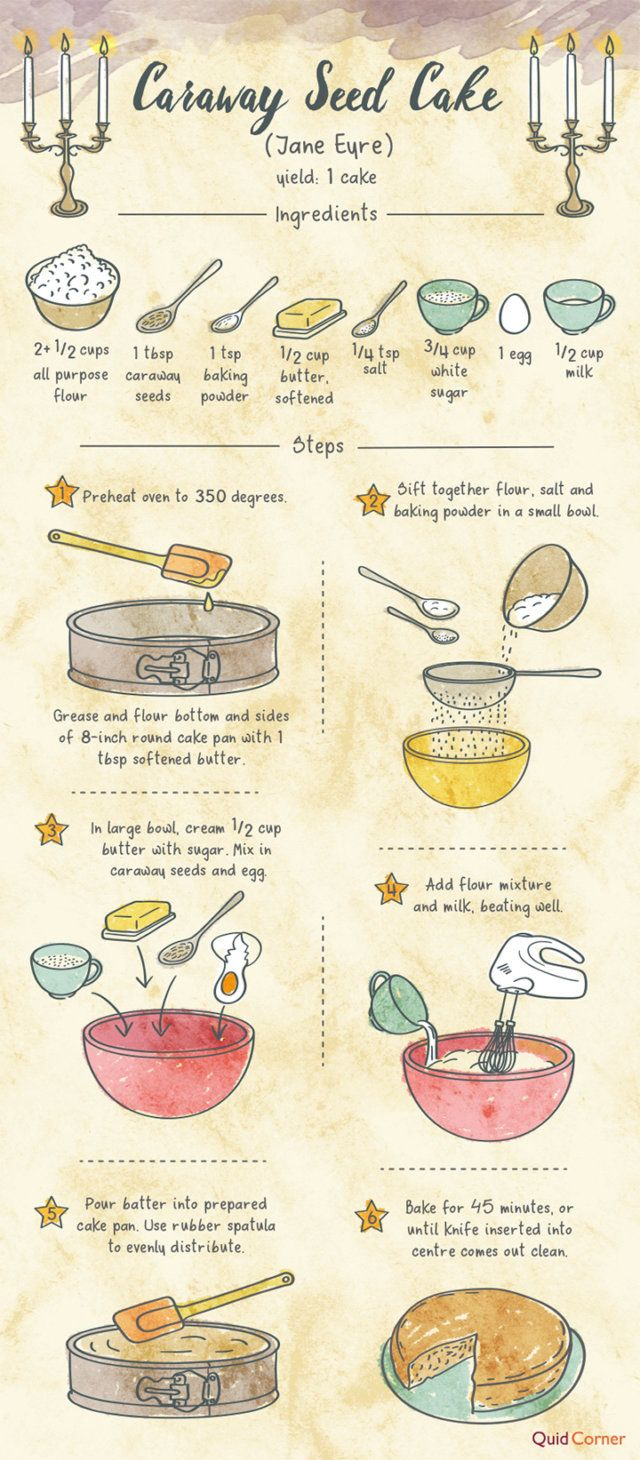 Caraway Seed Cake
(Jane Eyre)
yield: 1 cake
Ingredients
2+ 1/2 cups
all purpose
flour
1 tbsp
caraway
seeds
1 tsp
baking
powder
1/2 cup
butter,
softened
1/4 tsp
salt
3/4 cup
white
sugar
1 egg
1/2 cup
milk
Steps
1
Preheat oven to 350 degrees.
Grease and flour bottom and sides
of 8-inch round cake pan with 1
tbsp softened butter.
2
Sift together flour, salt and
baking powder in a small bowl.
3
In large bowl, cream 1/2 cup
butter with sugar. Mix in
caraway seeds and egg.
4
Add flour mixture
and milk, beating well.
5
Pour batter into prepared
cake pan. Use rubber spatula
to evenly distribute.
6
Bake for 45 minutes, or
until knife inserted into
centre comes out clean.
Quid Corner